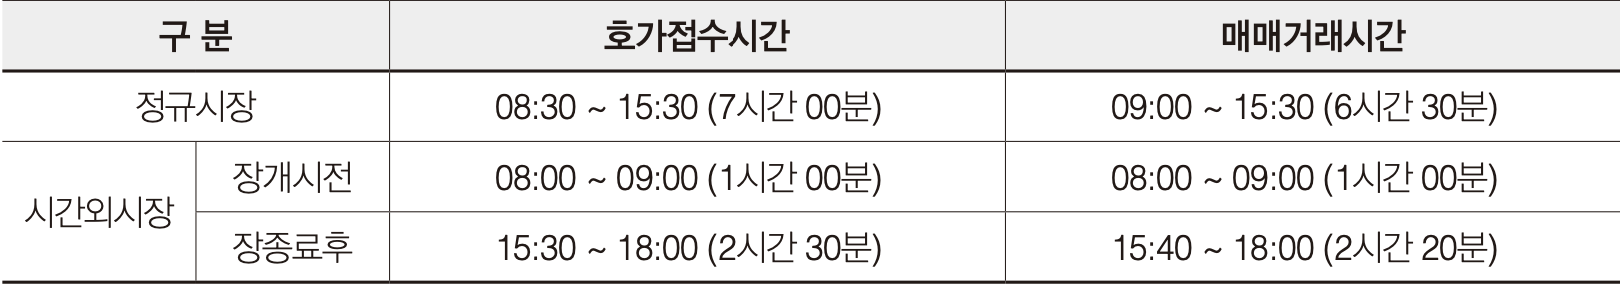 구 분 호가접수시간 매매거래시간
정규시장 08:30 ~ 15:30 (7시간 00분) 09:00 ~ 15:30 (6시간 30분)
시간외시장 장개시전 08:00 ~ 09:00 (1시간 00분) 08:00 ~ 09:00 (1시간 00분)
장종료후 15:30 ~ 18:00 (2시간 30분) 15:40 ~ 18:00 (2시간 20분)